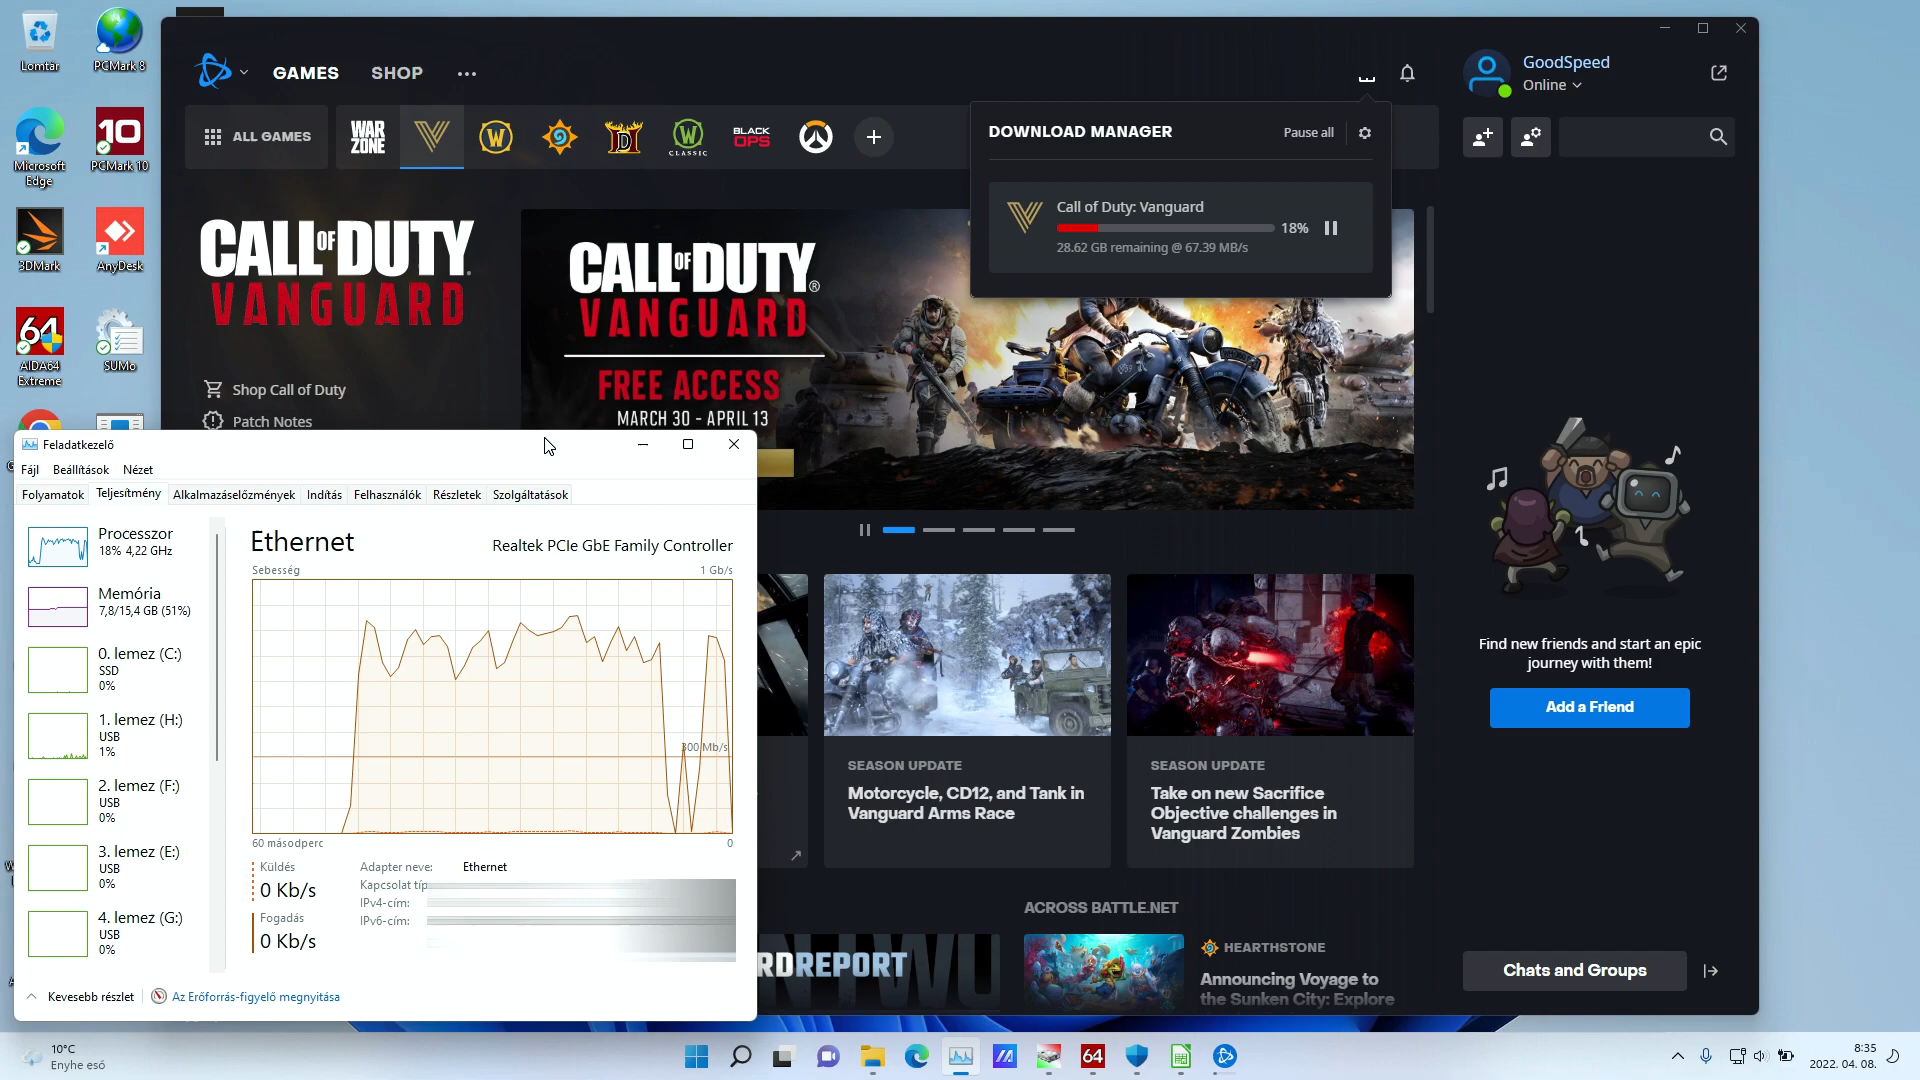 Lomtár
PCMark 8
Microsoft
Edge
PCMark 10
3DMark
AnyDesk
AIDA64
Extreme
SUMo
GAMES
SHOP
ALL GAMES
WAR
ZONE
CLASSIC
BLACK
OPS
DOWNLOAD MANAGER
Pause all
Call of Duty: Vanguard
18%
28.62 GB remaining @ 67.39 MB/s
GoodSpeed
Online
CALL OF DUTY
VANGUARD
Shop Call of Duty
Patch Notes
CALL OF DUTY®
VANGUARD
FREE ACCESS
MARCH 30 - APRIL 13
SEASON UPDATE
Motorcycle, CD12, and Tank in
Vanguard Arms Race
SEASON UPDATE
Take on new Sacrifice
Objective challenges in
Vanguard Zombies
ACROSS BATTLE.NET
RDREPORT
HEARTHSTONE
Announcing Voyage to
the Sunken City: Explore
Find new friends and start an epic
journey with them!
Add a Friend
Chats and Groups
Feladatkezelő
Fájl Beállítások Nézet
Folyamatok Teljesítmény Alkalmazáselőzmények Indítás Felhasználók Részletek Szolgáltatások
Processzor
18% 4,22 GHz
Memória
7,8/15,4 GB (51%)
0. lemez (C:)
SSD
0%
1. lemez (H:)
USB
1%
2. lemez (F:)
USB
0%
3. lemez (E:)
USB
0%
4. lemez (G:)
USB
0%
Ethernet
Realtek PCIe GbE Family Controller
Sebesség
1 Gb/s
300 Mb/s
60 másodperc
0
Küldés
0 Kb/s
Fogadás
0 Kb/s
Adapter neve: Ethernet
Kapcsolat típ
IPv4-cím:
IPv6-cím:
Kevesebb részlet
Az Erőforrás-figyelő megnyitása
10°C
Enyhe eső
64
8:35
2022. 04. 08.